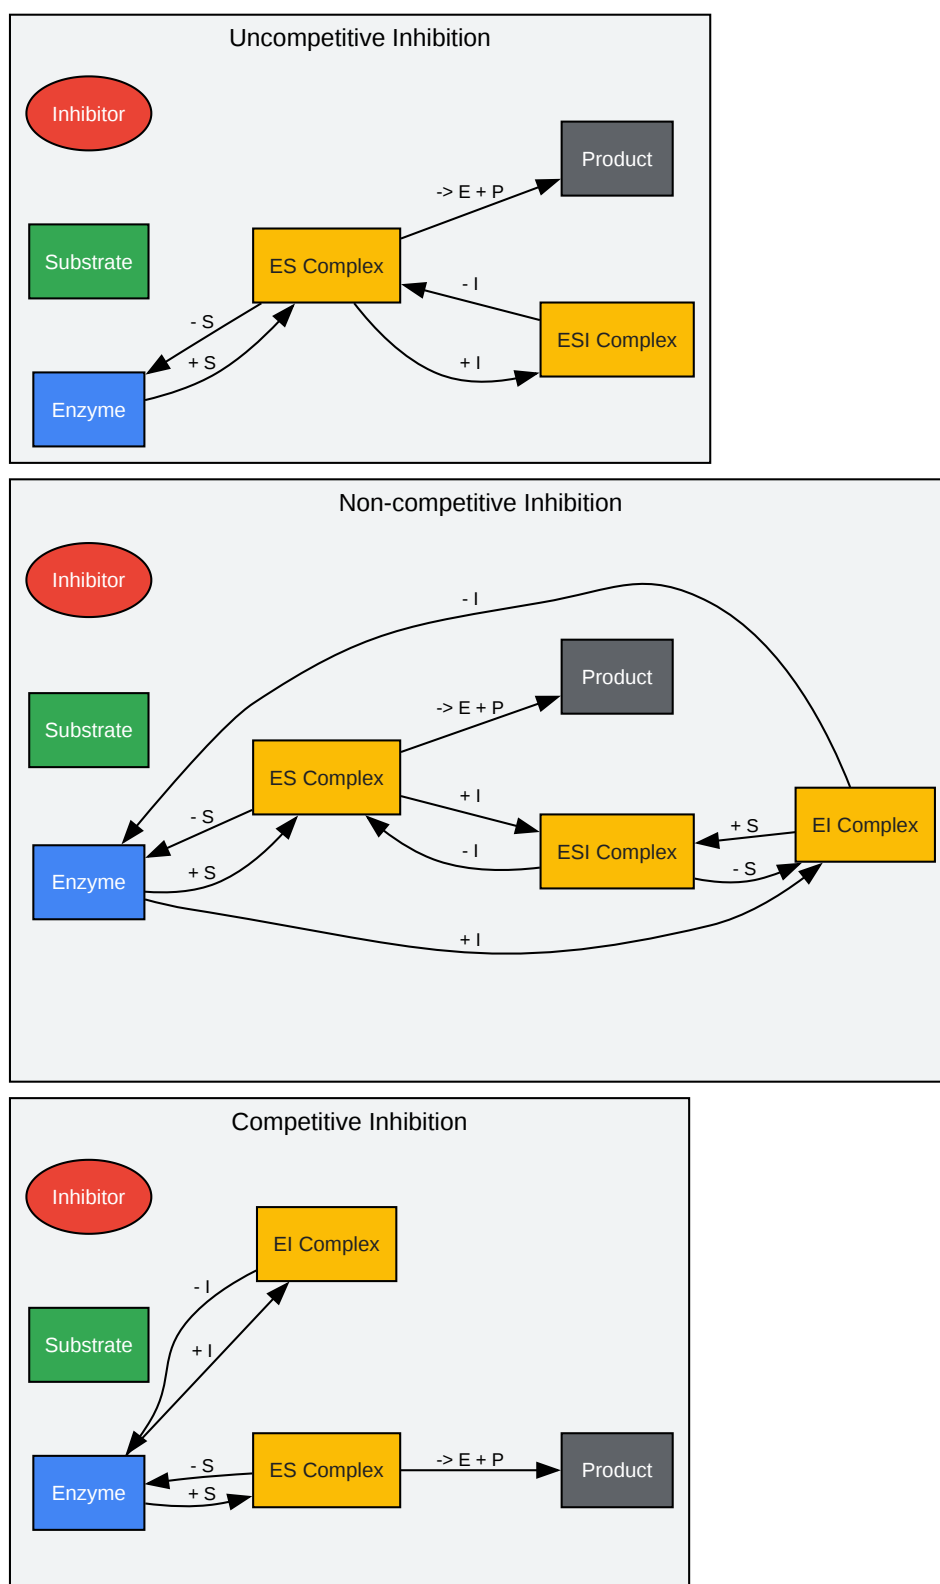 Uncompetitive Inhibition
Inhibitor
Product
-> E + P
Substrate
ES Complex
- I
- S
ESI Complex
+ S
+ I
Enzyme
Non-competitive Inhibition
Inhibitor
- I
Product
-> E + P
Substrate
ES Complex
+ I
- S
EI Complex
+ S
- I
ESI Complex
- S
+ S
Enzyme
+ I
Competitive Inhibition
Inhibitor
EI Complex
- I
Substrate
+ I
-> E + P
- S
ES Complex
Product
+ S
Enzyme